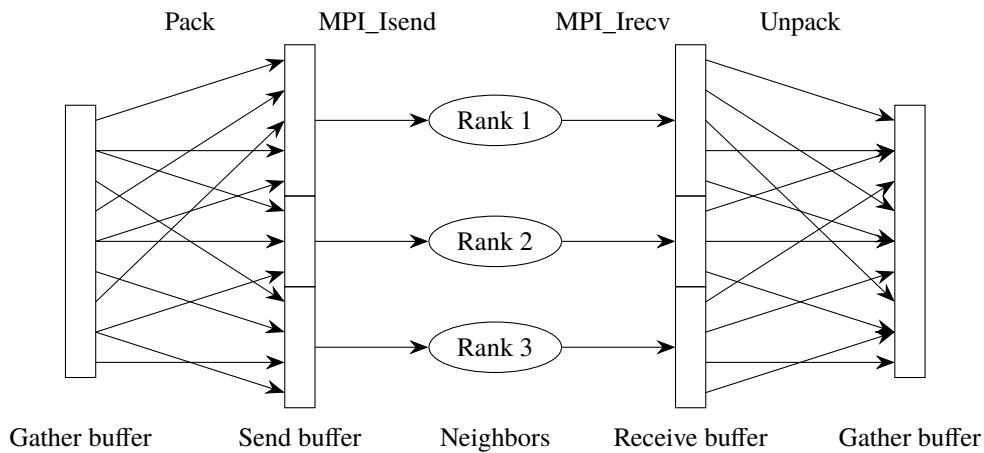 Pack MPI_Isend MPI_Irecv Unpack
Rank 1
Rank 2
Rank 3
Gather buffer Send buffer Neighbors Receive buffer Gather buffer